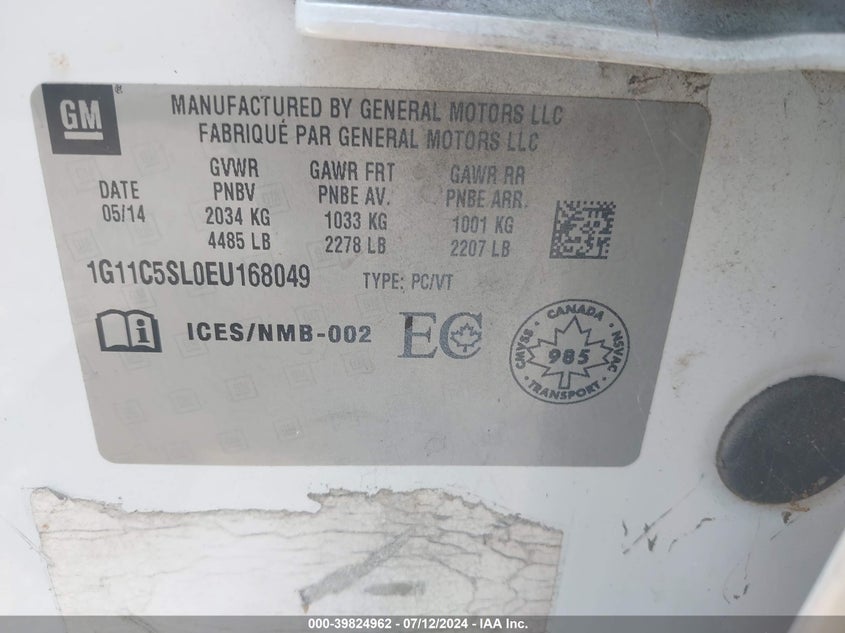 GM®
MANUFACTURED BY GENERAL MOTORS LLC
FABRIQUÉ PAR GENERAL MOTORS LLC
DATE
05/14
GVWR
PNBV
2034 KG
4485 LB
GAWR FRT
PNBE AV.
1033 KG
2278 LB
GAWR RR
PNBE ARR.
1001 KG
2207 LB
1G11C5SL0EU168049 TYPE: PC/VT
i ICES/NMB-002 EC
CANADA
CMVSS 985 NSVAC
TRANSPORT
000-39824962 - 07/12/2024 - IAA Inc.